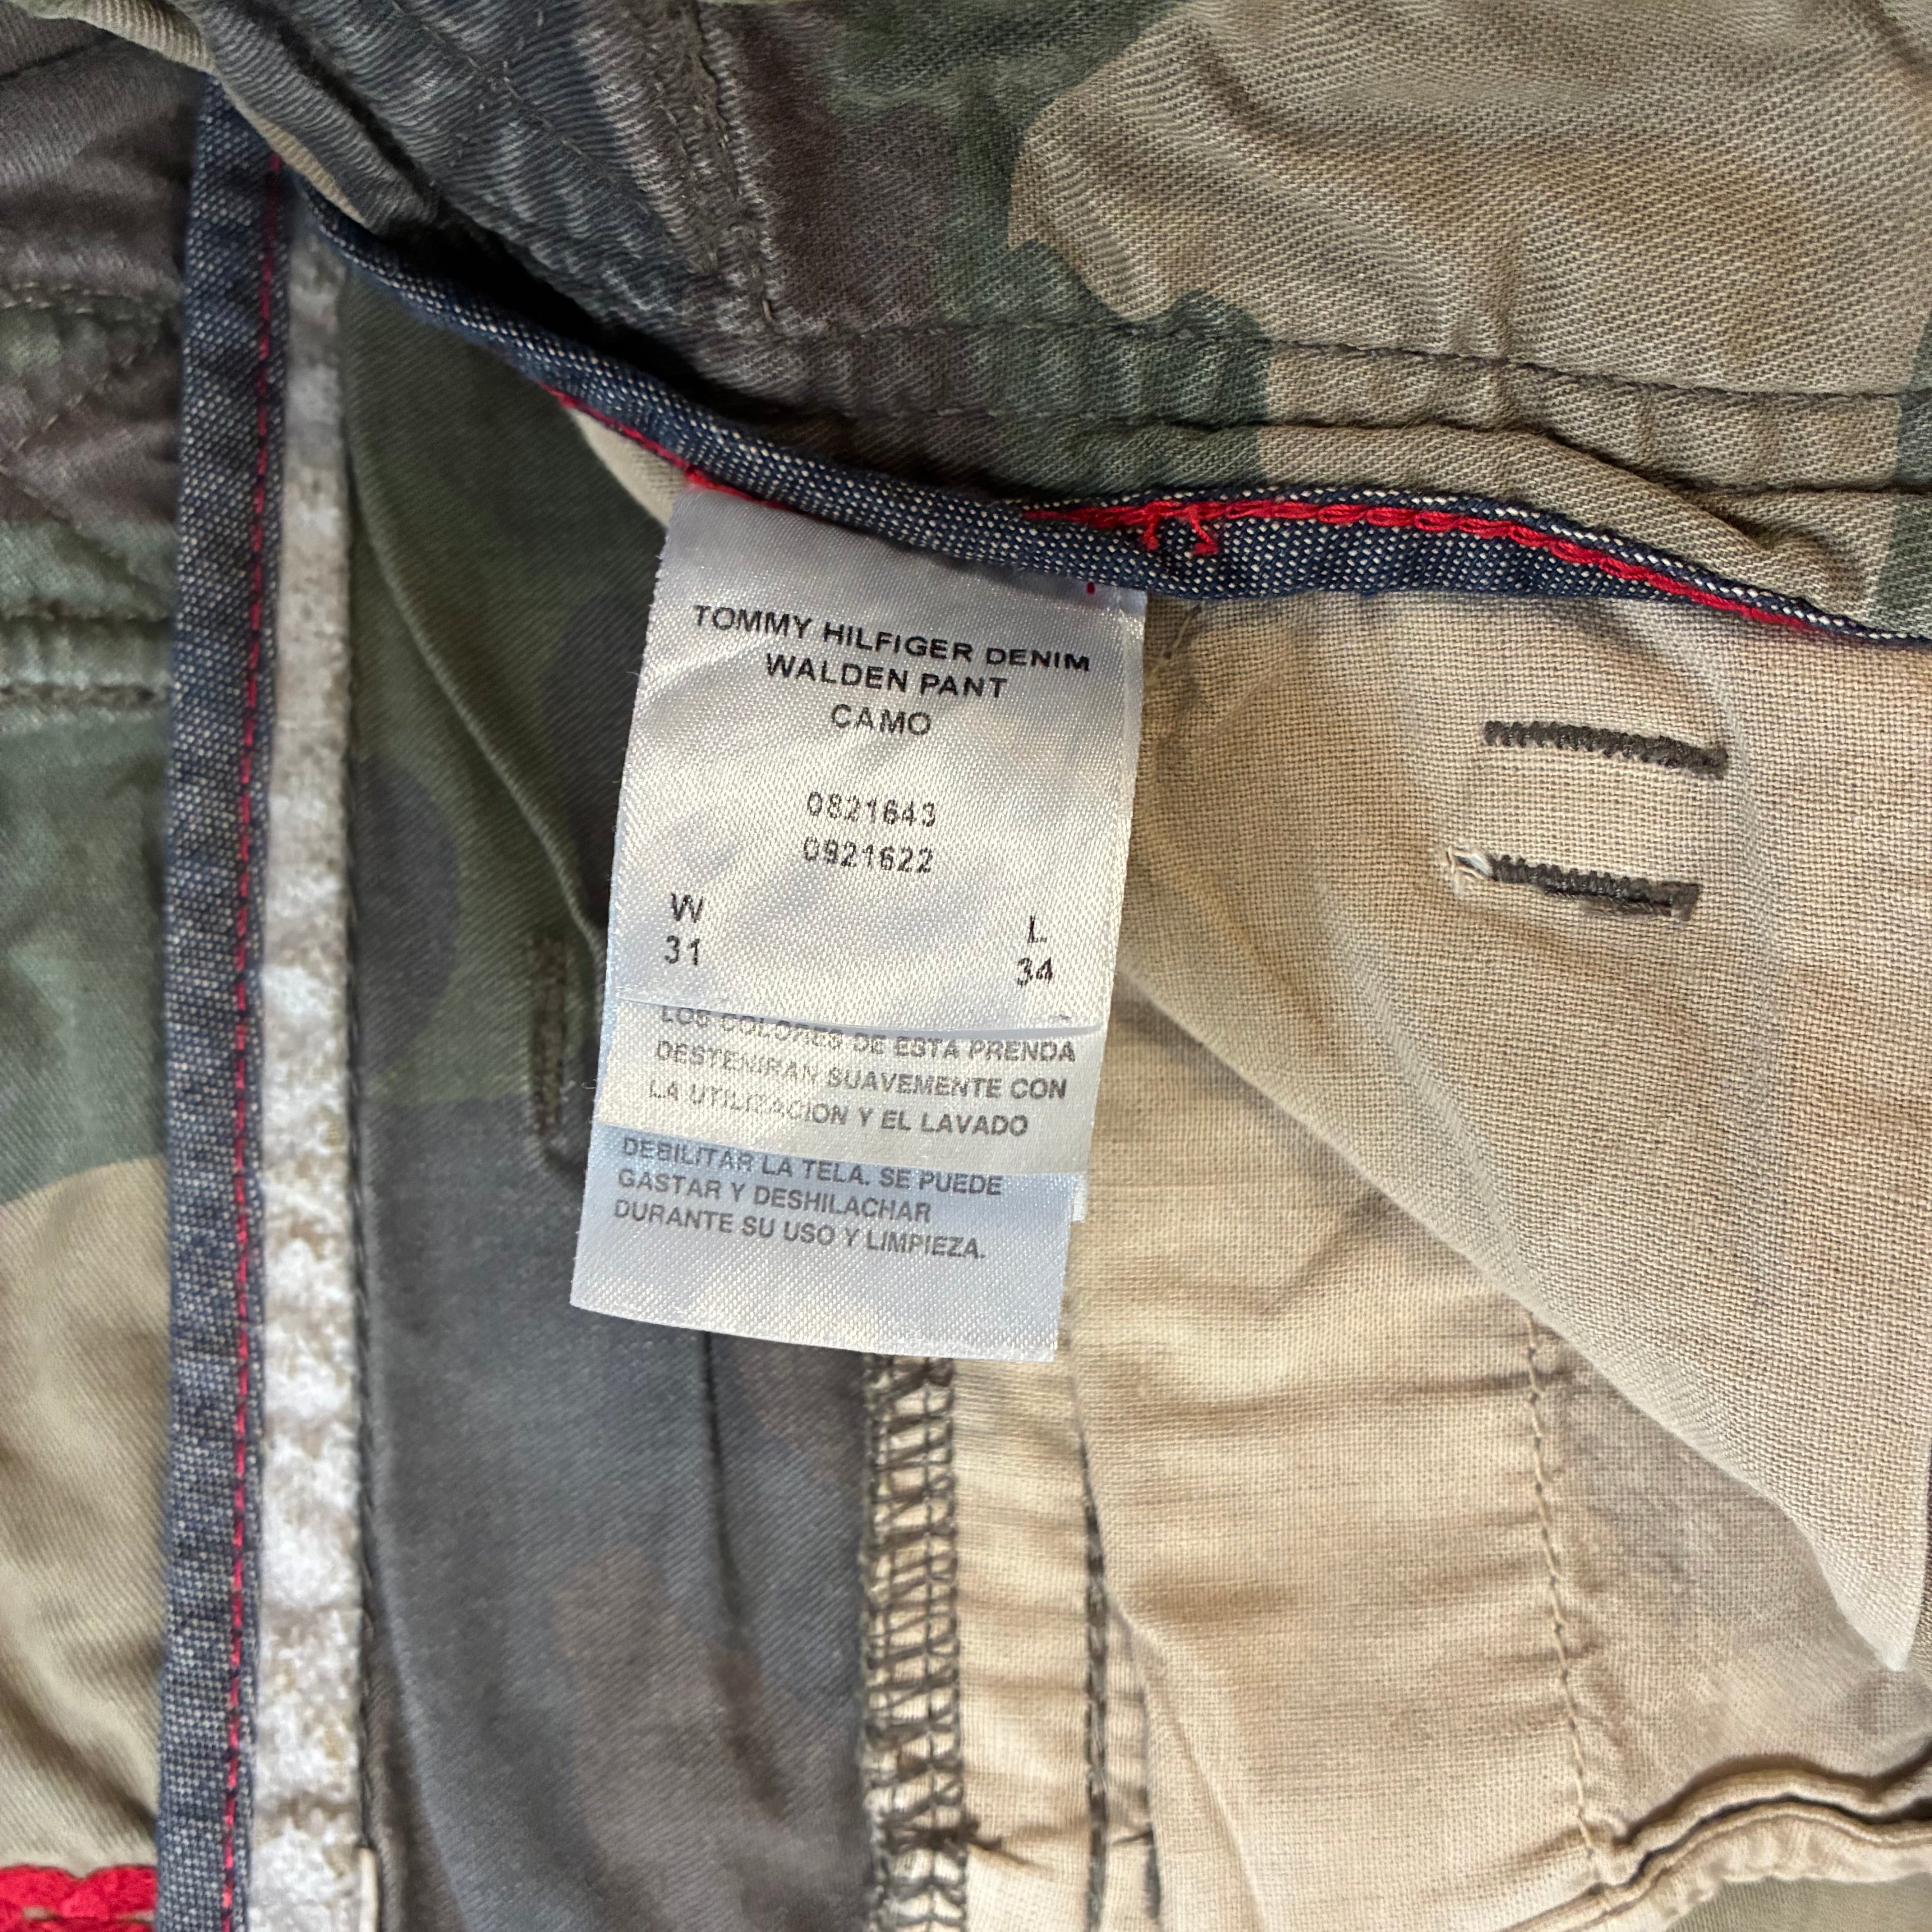 TOMMY HILFIGER DENIM
WALDEN PANT
CAMO
0821643
0921622
W L
31 34
LOS COLORES DE ESTA PRENDA
DESTENIRAN SUAVEMENTE CON
LA UTILIZACION Y EL LAVADO
DEBILITAR LA TELA. SE PUEDE
GASTAR Y DESHILACHAR
DURANTE SU USO Y LIMPIEZA.